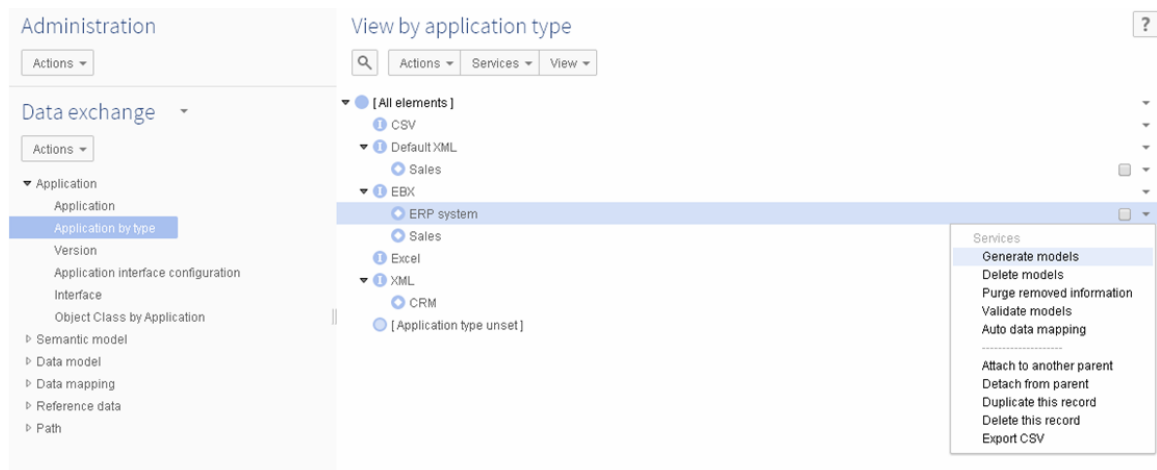 Administration
Actions
Data exchange
Actions
Application
Application
Application by type
Version
Application interface configuration
Interface
Object Class by Application
Semantic model
Data model
Data mapping
Reference data
Path
View by application type
?
Actions Services View
[ All elements ]
CSV
Default XML
Sales
EBX
ERP system
Sales
Excel
XML
CRM
[ Application type unset ]
Services
Generate models
Delete models
Purge removed information
Validate models
Auto data mapping
--------------------
Attach to another parent
Detach from parent
Duplicate this record
Delete this record
Export CSV